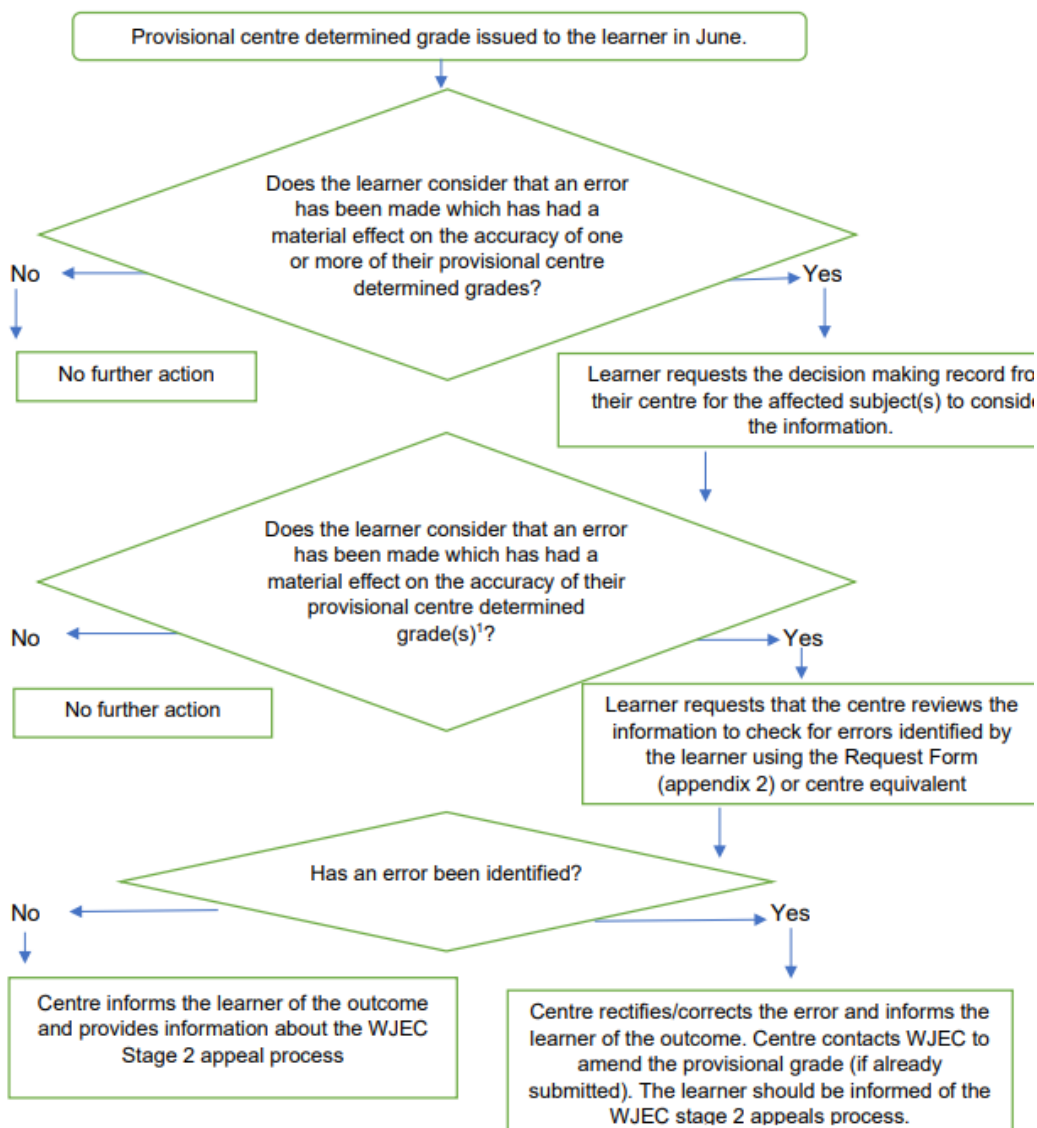 Provisional centre determined grade issued to the learner in June.
Does the learner consider that an error
has been made which has had a
material effect on the accuracy of one
or more of their provisional centre
determined grades?
No
Yes
No further action
Learner requests the decision making record fro
their centre for the affected subject(s) to conside
the information.
Does the learner consider that an error
has been made which has had a
material effect on the accuracy of their
provisional centre determined
grade(s)¹?
No
Yes
No further action
Learner requests that the centre reviews the
information to check for errors identified by
the learner using the Request Form
(appendix 2) or centre equivalent
Has an error been identified?
No
Yes
Centre informs the learner of the outcome
and provides information about the WJEC
Stage 2 appeal process
Centre rectifies/corrects the error and informs the
learner of the outcome. Centre contacts WJEC to
amend the provisional grade (if already
submitted). The learner should be informed of the
WJEC stage 2 appeals process.